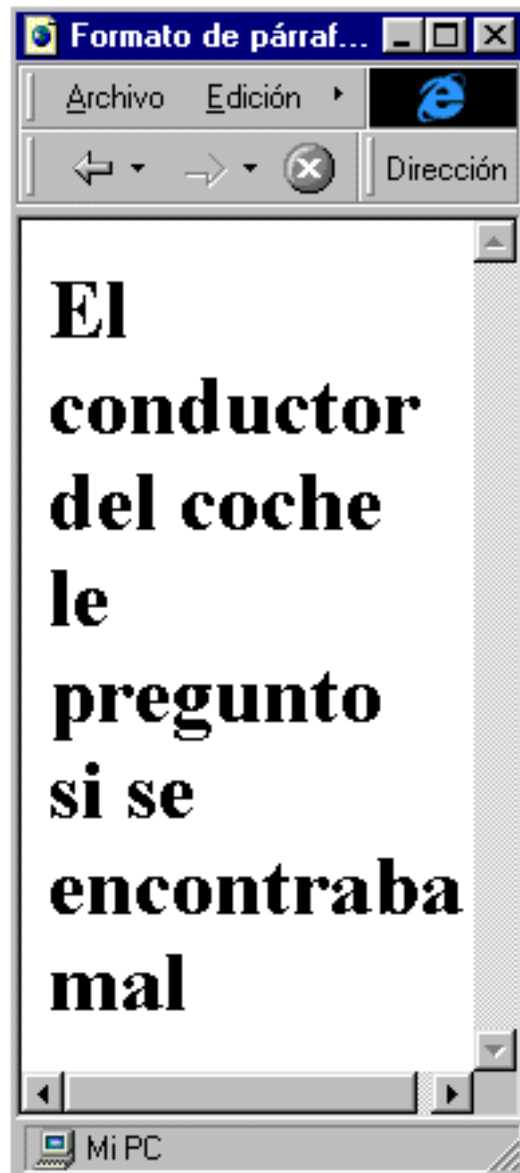 Formato de párraf...
Archivo Edición
Dirección
El
conductor
del coche
le
pregunto
si se
encontraba
mal
Mi PC